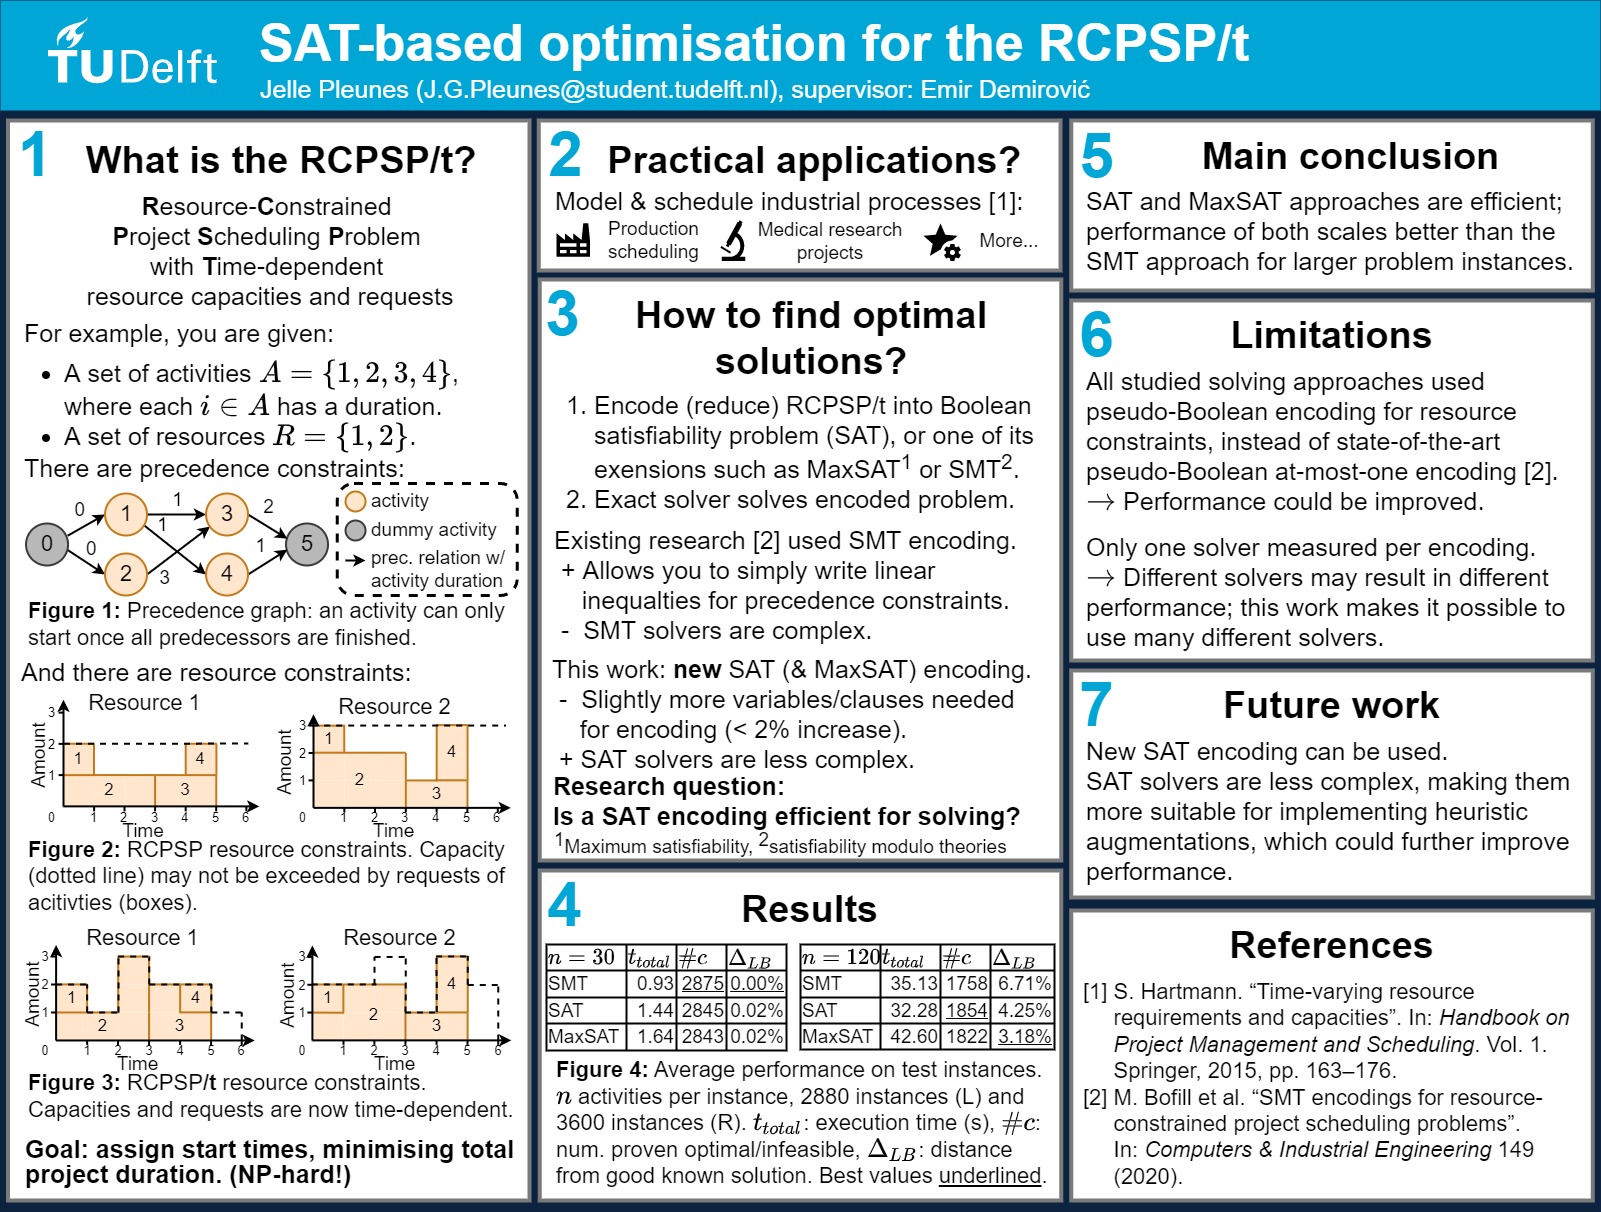 TUDelft
SAT-based optimisation for the RCPSP/t
Jelle Pleunes (J.G.Pleunes@student.tudelft.nl), supervisor: Emir Demirović
1
What is the RCPSP/t?
Resource-Constrained
Project Scheduling Problem
with Time-dependent
resource capacities and requests
For example, you are given:
• A set of activities A = {1, 2, 3, 4},
where each i ∈ A has a duration.
• A set of resources R = {1, 2}.
There are precedence constraints:
0 0 0 1 2 1 1 3 3 4 2 1 5
activity
dummy activity
prec. relation w/
activity duration
Figure 1: Precedence graph: an activity can only
start once all predecessors are finished.
And there are resource constraints:
Resource 1
Amount
3
2
1
0 1 2 3 4 5 6
1 4
2 3
Time
Resource 2
Amount
3
2
1
0 1 2 3 4 5 6
1 4
2
3
Time
Figure 2: RCPSP resource constraints. Capacity
(dotted line) may not be exceeded by requests of
acitivties (boxes).
Resource 1
Amount
3
2
1
0 1 2 3 4 5 6
1 4
2 3
Time
Resource 2
Amount
3
2
1
0 1 2 3 4 5 6
1 4
2 3
Time
Figure 3: RCPSP/t resource constraints.
Capacities and requests are now time-dependent.
Goal: assign start times, minimising total
project duration. (NP-hard!)
2
Practical applications?
Model & schedule industrial processes [1]:
Production
scheduling
Medical research
projects
More...
3
How to find optimal
solutions?
1. Encode (reduce) RCPSP/t into Boolean
satisfiability problem (SAT), or one of its
exensions such as MaxSAT¹ or SMT².
2. Exact solver solves encoded problem.
Existing research [2] used SMT encoding.
+ Allows you to simply write linear
inequalties for precedence constraints.
- SMT solvers are complex.
This work: new SAT (& MaxSAT) encoding.
- Slightly more variables/clauses needed
for encoding (< 2% increase).
+ SAT solvers are less complex.
Research question:
Is a SAT encoding efficient for solving?
¹Maximum satisfiability, ²satisfiability modulo theories
4
Results
n = 30 t_total #c Δ_LB
SMT 0.93 2875 0.00%
SAT 1.44 2845 0.02%
MaxSAT 1.64 2843 0.02%
n = 120 t_total #c Δ_LB
SMT 35.13 1758 6.71%
SAT 32.28 1854 4.25%
MaxSAT 42.60 1822 3.18%
Figure 4: Average performance on test instances.
n activities per instance, 2880 instances (L) and
3600 instances (R). t_total: execution time (s), #c:
num. proven optimal/infeasible, Δ_LB: distance
from good known solution. Best values underlined.
5
Main conclusion
SAT and MaxSAT approaches are efficient;
performance of both scales better than the
SMT approach for larger problem instances.
6
Limitations
All studied solving approaches used
pseudo-Boolean encoding for resource
constraints, instead of state-of-the-art
pseudo-Boolean at-most-one encoding [2].
→ Performance could be improved.
Only one solver measured per encoding.
→ Different solvers may result in different
performance; this work makes it possible to
use many different solvers.
7
Future work
New SAT encoding can be used.
SAT solvers are less complex, making them
more suitable for implementing heuristic
augmentations, which could further improve
performance.
References
[1] S. Hartmann. “Time-varying resource
requirements and capacities”. In: Handbook on
Project Management and Scheduling. Vol. 1.
Springer, 2015, pp. 163–176.
[2] M. Bofill et al. “SMT encodings for resource-
constrained project scheduling problems”.
In: Computers & Industrial Engineering 149
(2020).